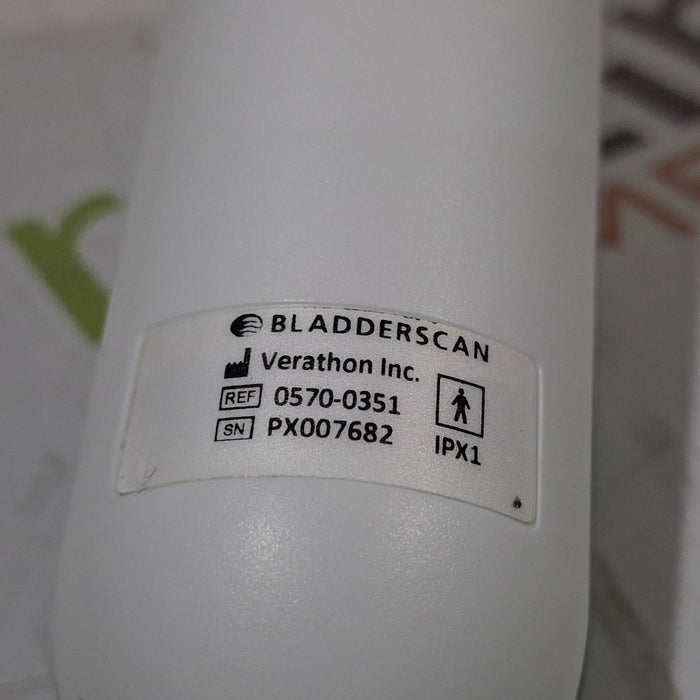 BLADDERSCAN
Verathon Inc.
REF 0570-0351
SN PX007682
IPX1